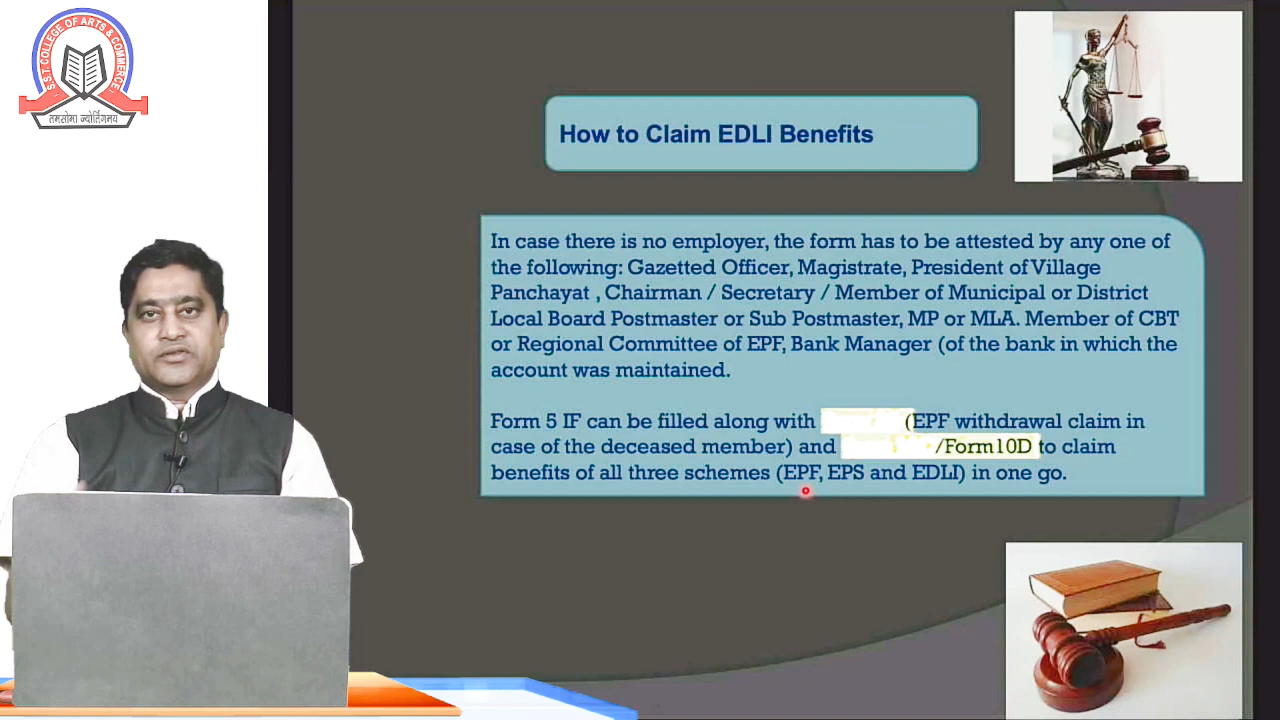 S.S.T. COLLEGE OF ARTS & COMMERCE
तमसोमा ज्योर्तिगमय
How to Claim EDLI Benefits
In case there is no employer, the form has to be attested by any one of
the following: Gazetted Officer, Magistrate, President of Village
Panchayat , Chairman / Secretary / Member of Municipal or District
Local Board Postmaster or Sub Postmaster, MP or MLA. Member of CBT
or Regional Committee of EPF, Bank Manager (of the bank in which the
account was maintained.
Form 5 IF can be filled along with (EPF withdrawal claim in
case of the deceased member) and /Form10D to claim
benefits of all three schemes (EPF, EPS and EDLI) in one go.